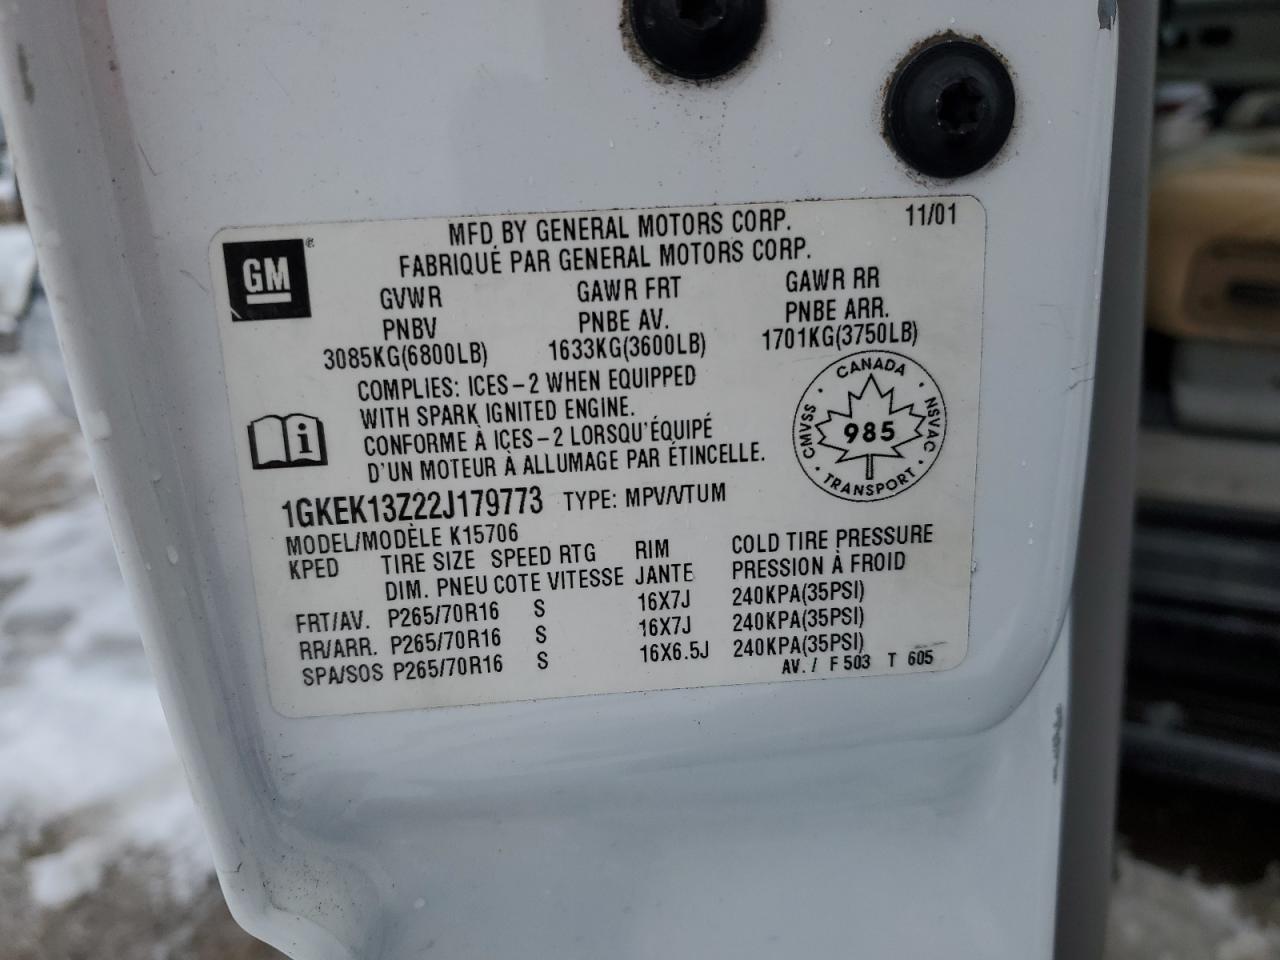 MFD BY GENERAL MOTORS CORP. 11/01
FABRIQUÉ PAR GENERAL MOTORS CORP.
GM ®
GVWR GAWR FRT GAWR RR
PNBV PNBE AV. PNBE ARR.
3085KG(6800LB) 1633KG(3600LB) 1701KG(3750LB)
COMPLIES: ICES-2 WHEN EQUIPPED
WITH SPARK IGNITED ENGINE.
CONFORME À ICES-2 LORSQU'ÉQUIPÉ
D'UN MOTEUR À ALLUMAGE PAR ÉTINCELLE.
i
CANADA
CMVSS 985 NSVAC
TRANSPORT
1GKEK13Z22J179773 TYPE: MPV/VTUM
MODEL/MODÈLE K15706
KPED TIRE SIZE SPEED RTG RIM COLD TIRE PRESSURE
DIM. PNEU COTE VITESSE JANTE PRESSION À FROID
FRT/AV. P265/70R16 S 16X7J 240KPA(35PSI)
RR/ARR. P265/70R16 S 16X7J 240KPA(35PSI)
SPA/SOS P265/70R16 S 16X6.5J 240KPA(35PSI)
AV. / F 503 T 605